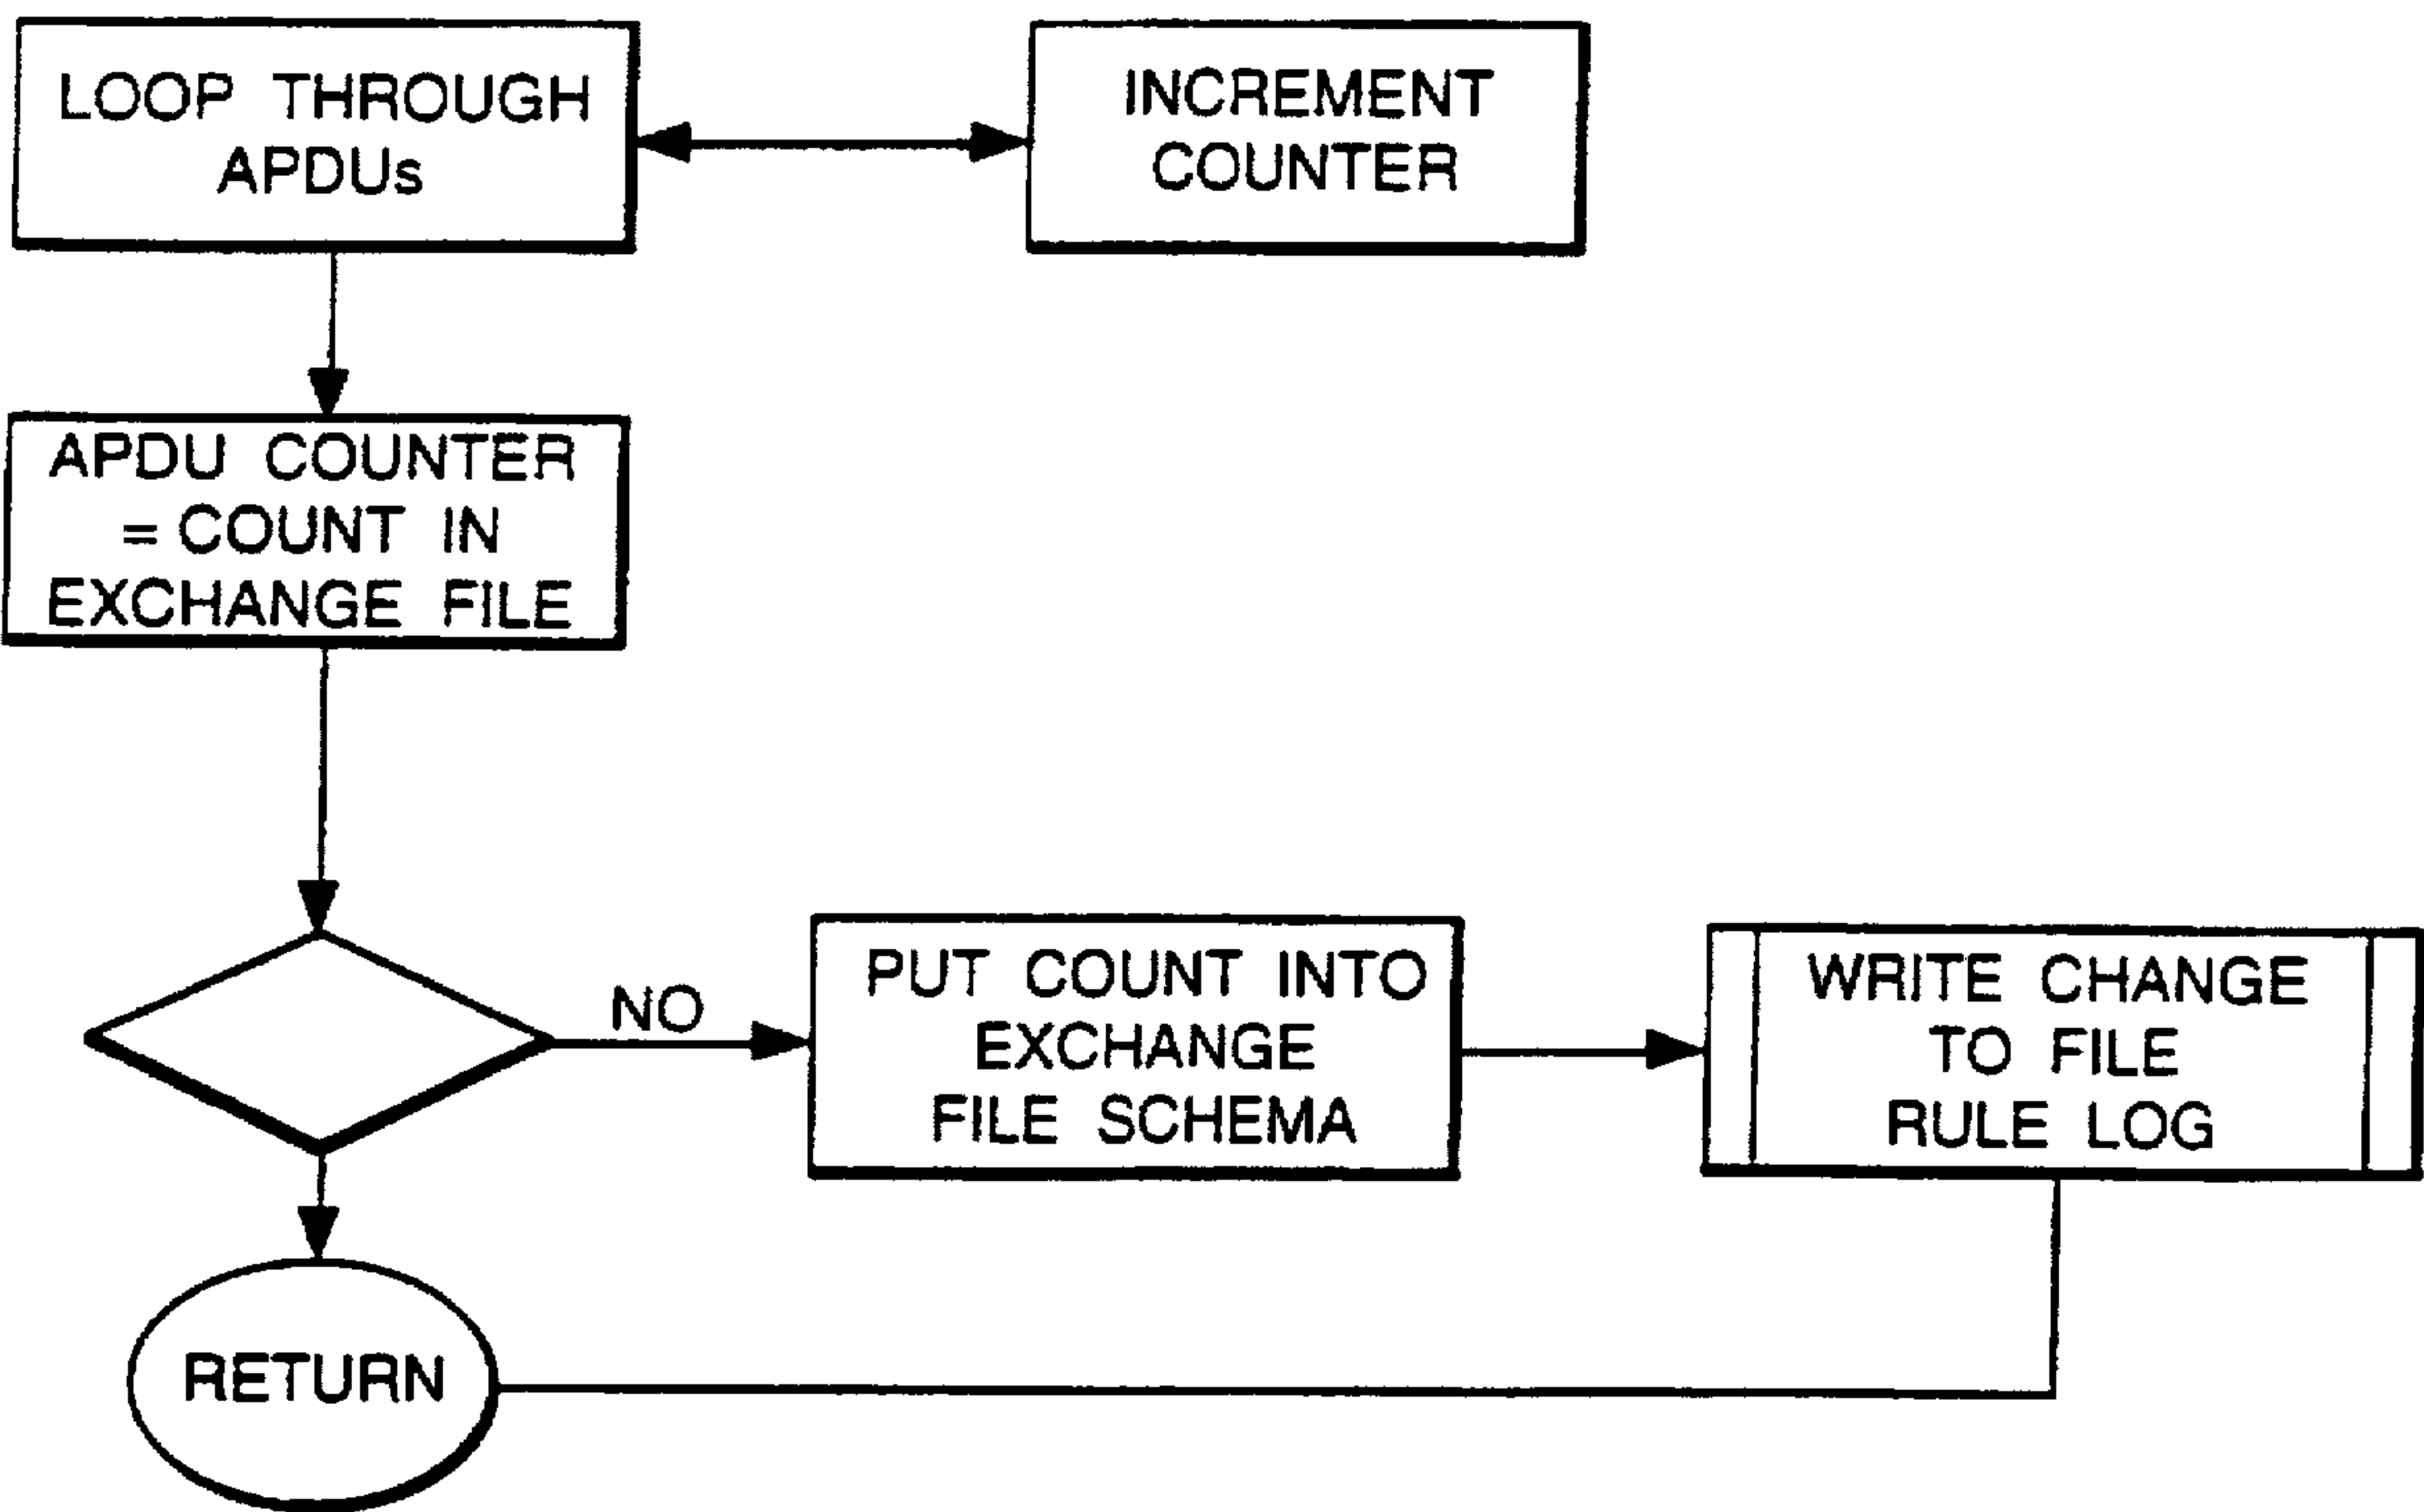 LOOP THROUGH
APDUs
INCREMENT
COUNTER
APDU COUNTER
= COUNT IN
EXCHANGE FILE
NO
PUT COUNT INTO
EXCHANGE
FILE SCHEMA
WRITE CHANGE
TO FILE
RULE LOG
RETURN